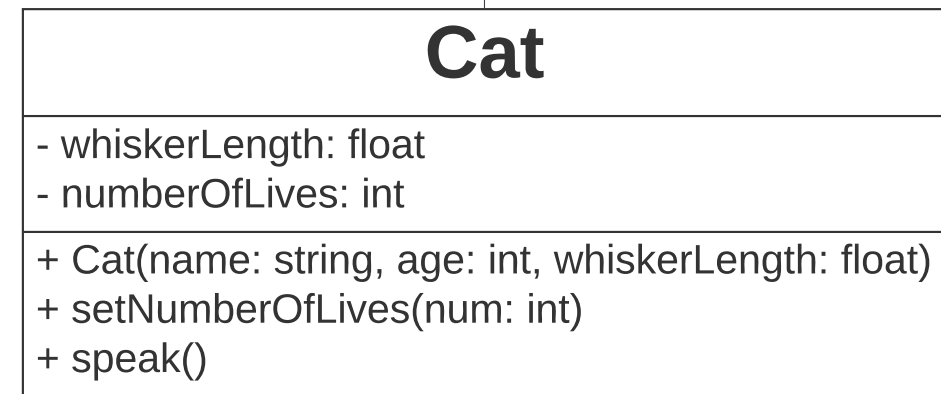 Cat
- whiskerLength: float
- numberOfLives: int
+ Cat(name: string, age: int, whiskerLength: float)
+ setNumberOfLives(num: int)
+ speak()